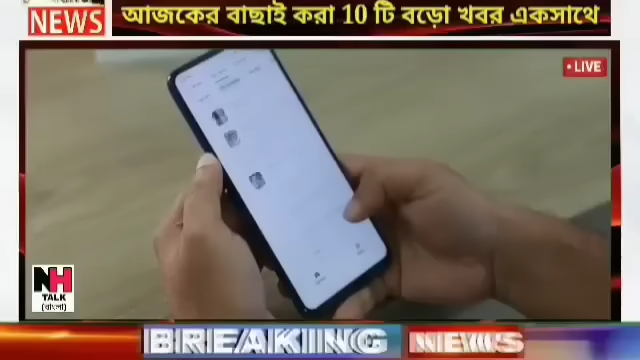 NEWS
আজকের বাছাই করা 10 টি বড়ো খবর একসাথে
• LIVE
NH
TALK
(বাংলা)
BREAKING NEWS